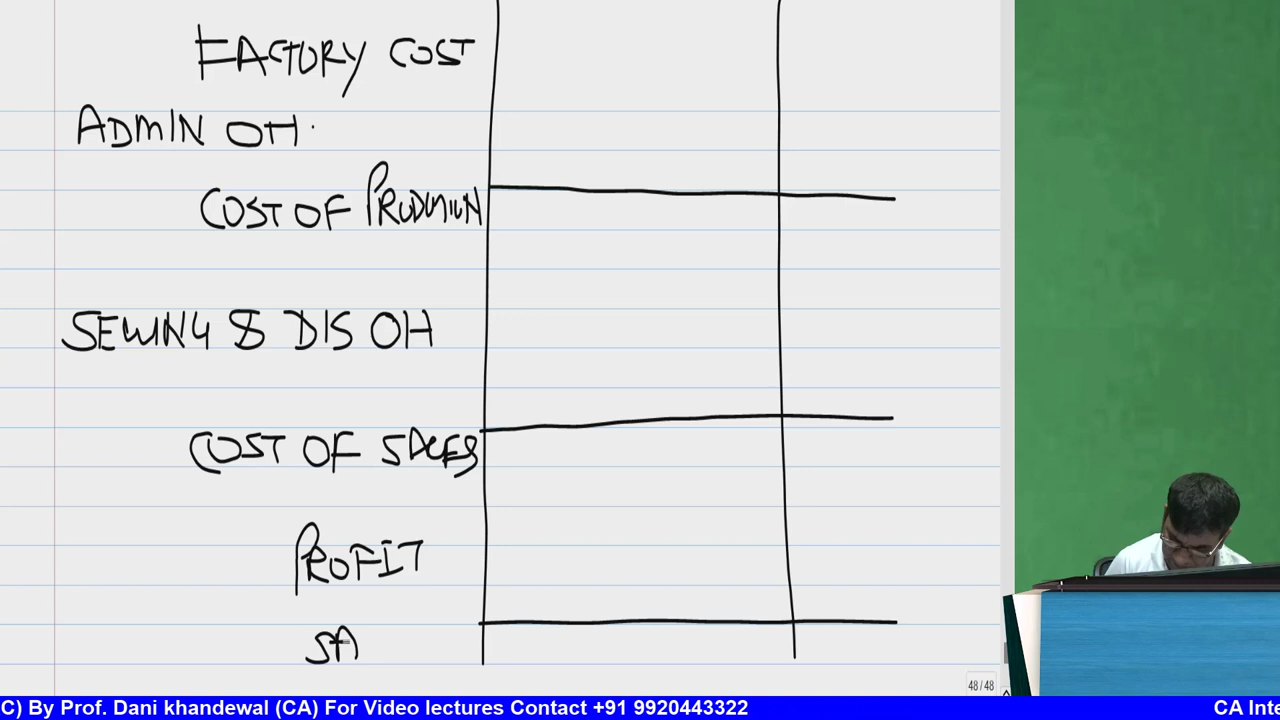 FACTORY COST
ADMIN OH
COST OF PRODUCTION
SELLING & DIS OH
COST OF SALES
PROFIT
SA
48/48
C) By Prof. Dani khandewal (CA) For Video lectures Contact +91 9920443322
CA Inte